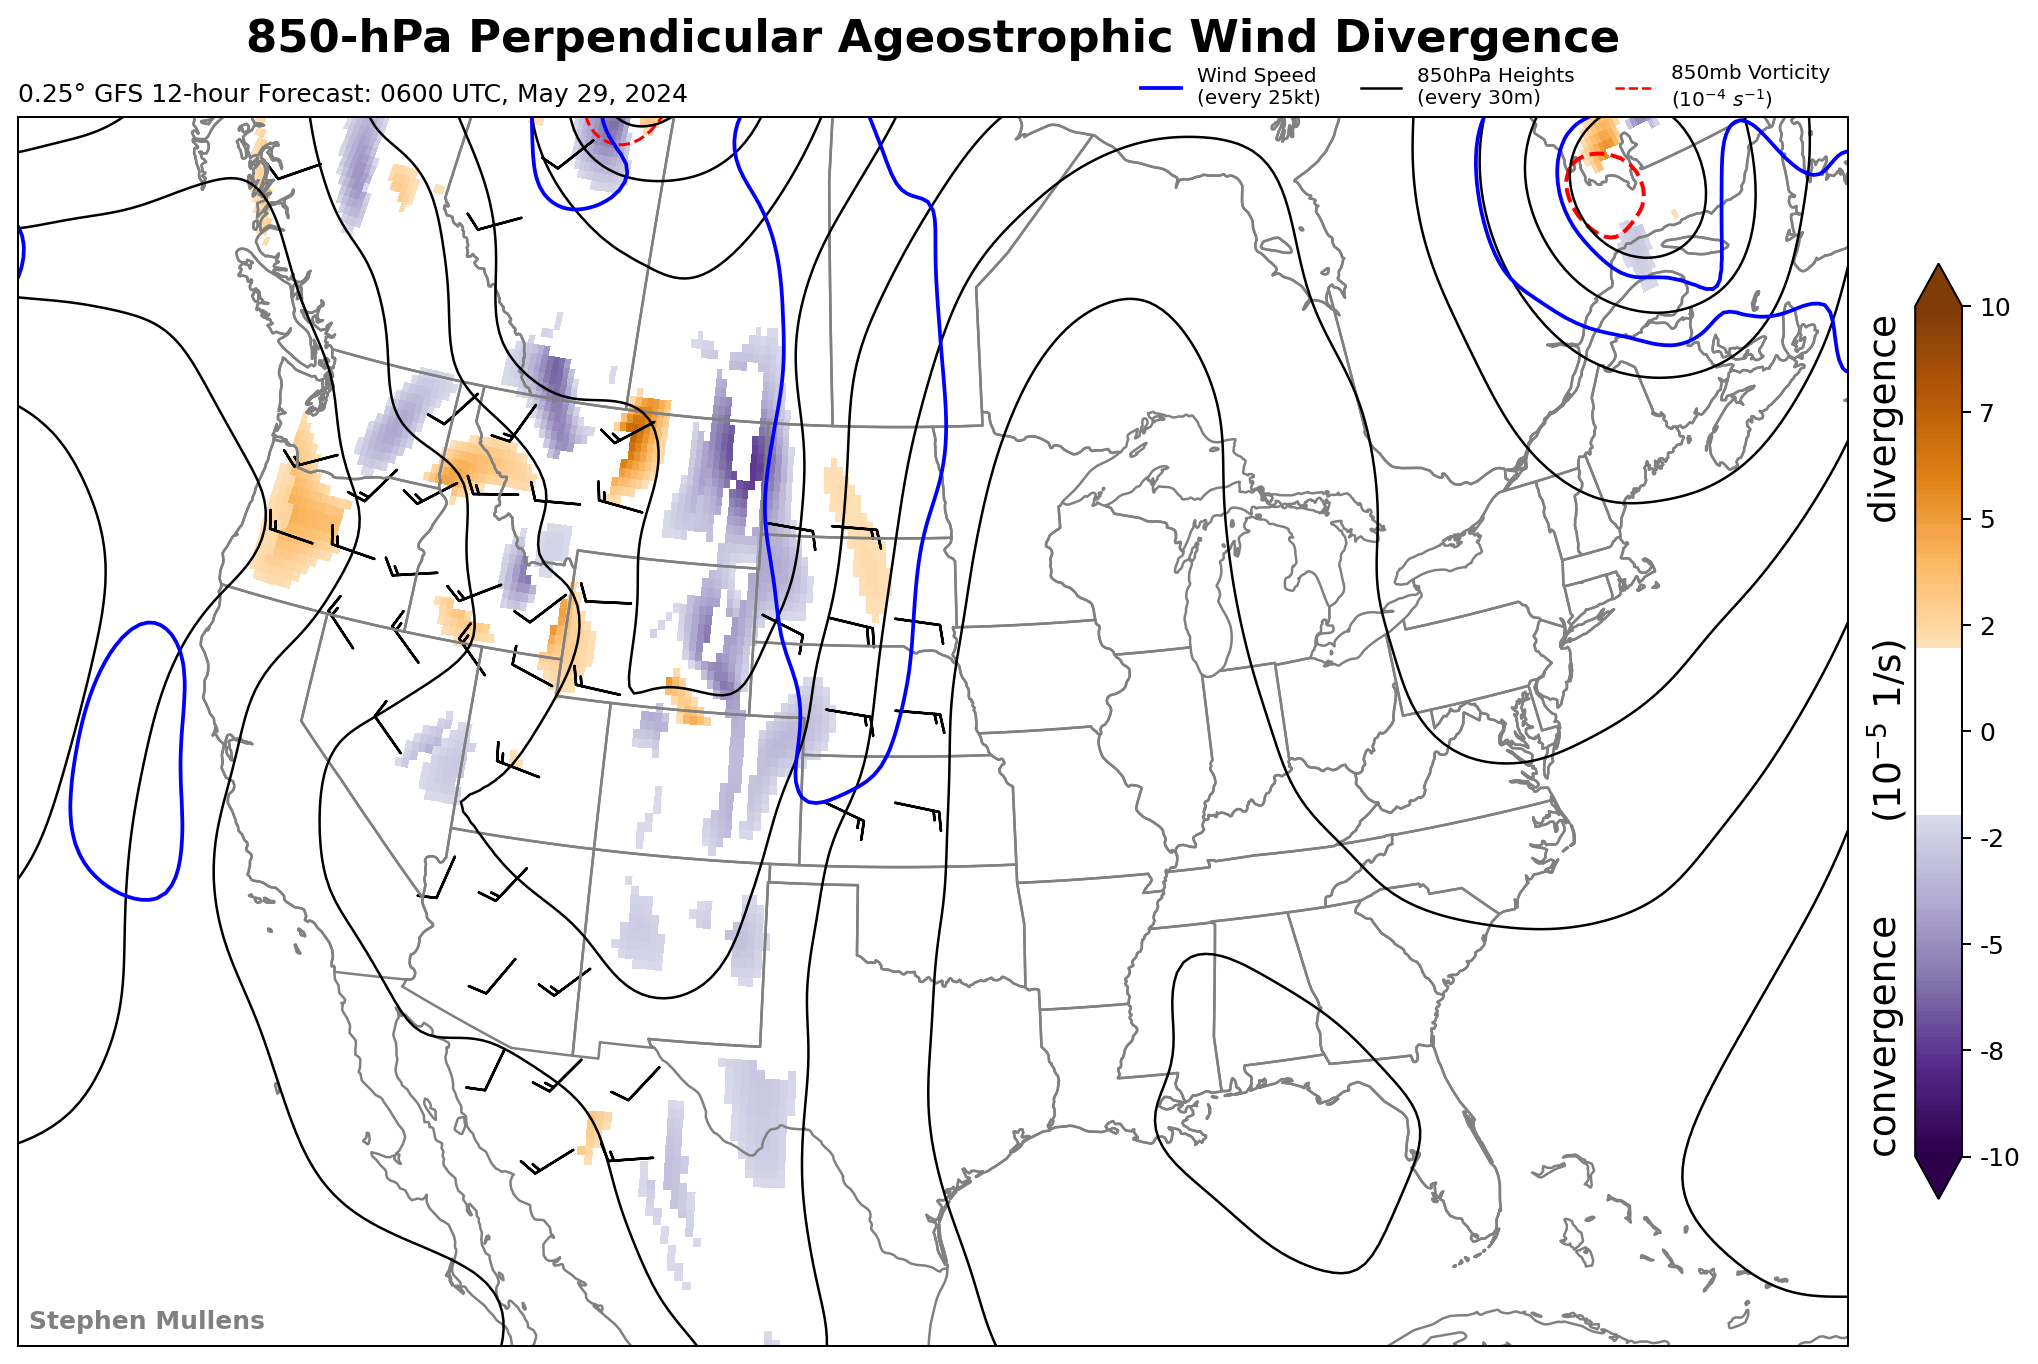 850-hPa Perpendicular Ageostrophic Wind Divergence
0.25° GFS 12-hour Forecast: 0600 UTC, May 29, 2024
Wind Speed
(every 25kt)
850hPa Heights
(every 30m)
850mb Vorticity
(10⁻⁴ s⁻¹)
10
7
5
2
0
-2
-5
-8
-10
convergence (10⁻⁵ 1/s) divergence
Stephen Mullens